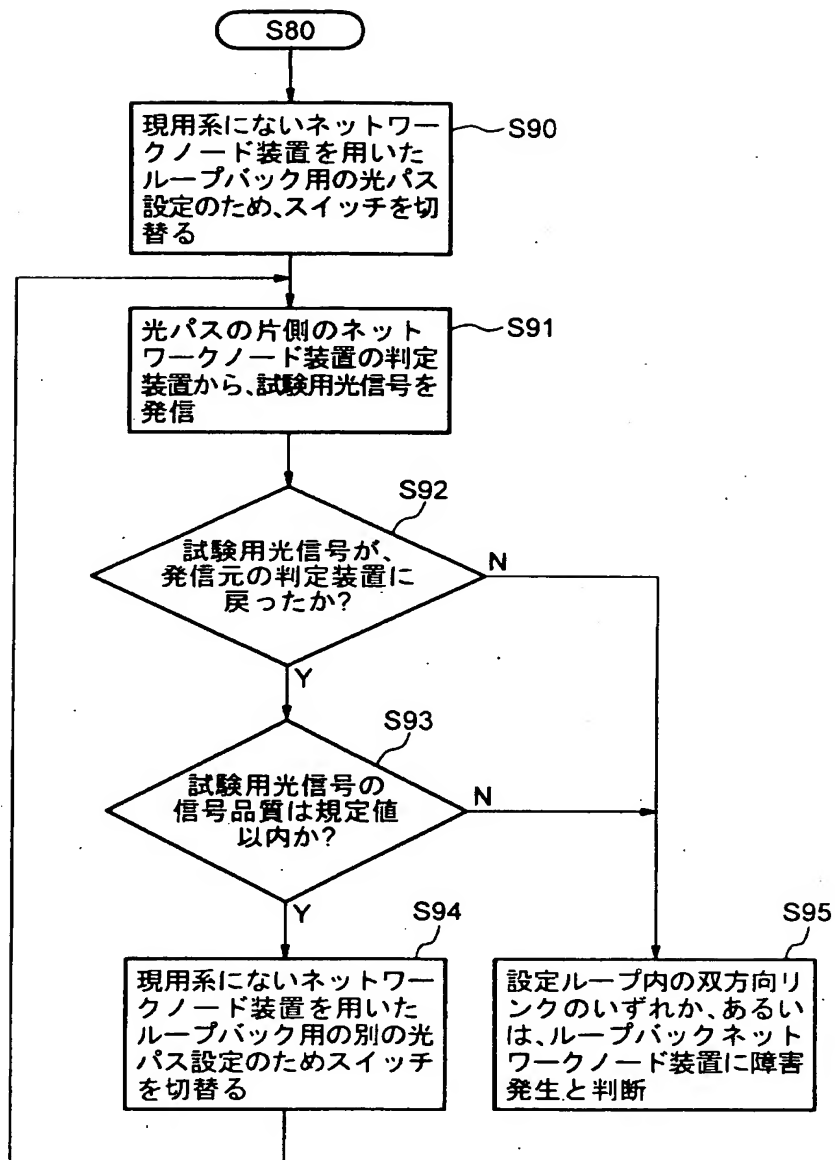 S80
現用系にないネットワー
クノード装置を用いた
ループバック用の光パス
設定のため、スイッチを切
替る
S90
光パスの片側のネット
ワークノード装置の判定
装置から、試験用光信号を
発信
S91
S92
試験用光信号が、
発信元の判定装置に
戻ったか?
N
Y
S93
試験用光信号の
信号品質は規定値
以内か?
N
Y
S94
現用系にないネットワー
クノード装置を用いた
ループバック用の別の光
パス設定のためスイッチ
を切替る
S95
設定ループ内の双方向リ
ンクのいずれか、あるい
は、ループバックネット
ワークノード装置に障害
発生と判断